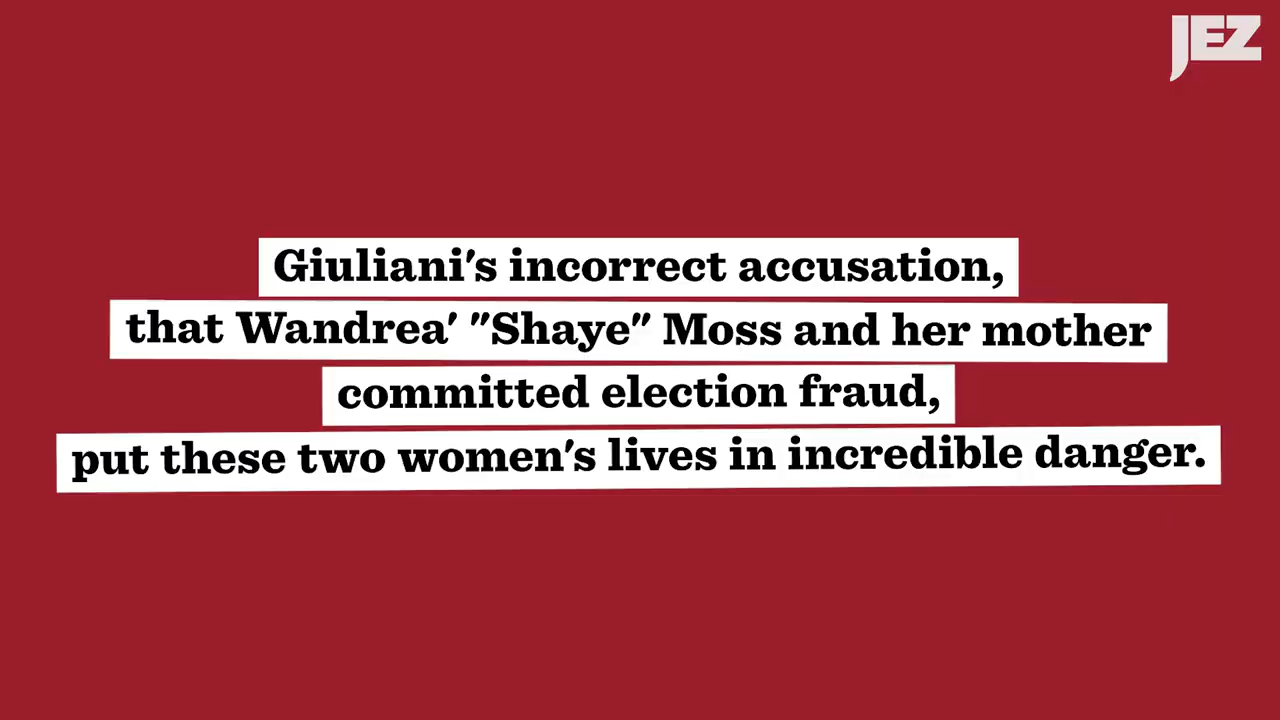 JEZ
Giuliani's incorrect accusation,
that Wandrea' "Shaye" Moss and her mother
committed election fraud,
put these two women's lives in incredible danger.